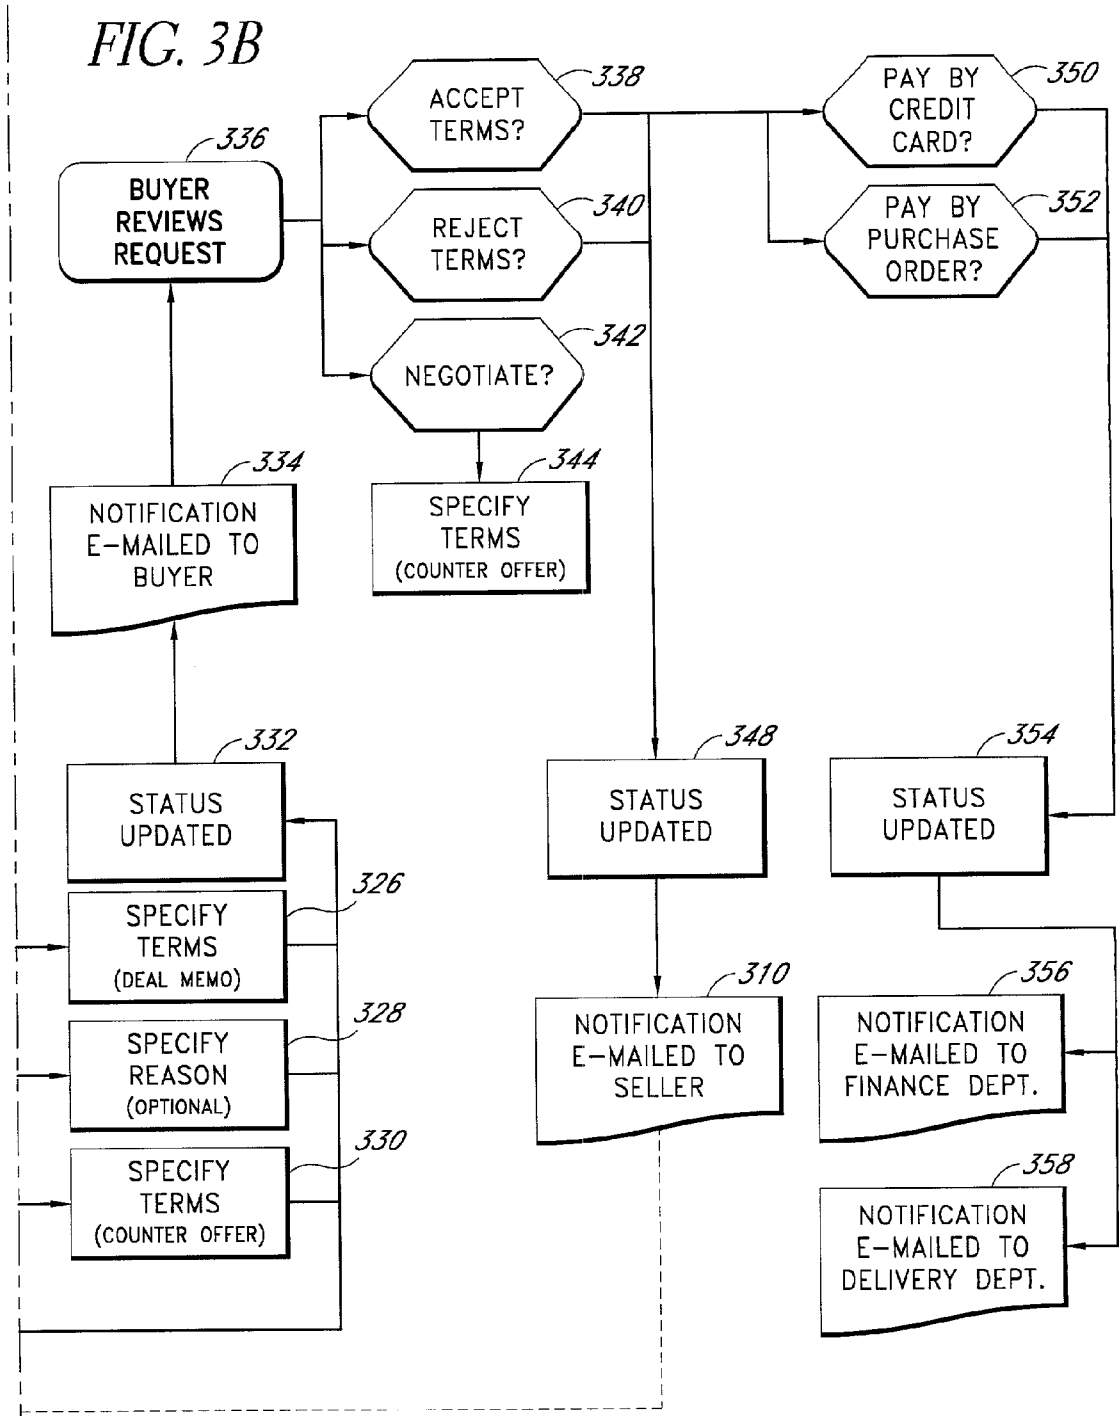 FIG. 3B
336
BUYER
REVIEWS
REQUEST
338
ACCEPT
TERMS?
340
REJECT
TERMS?
342
NEGOTIATE?
344
SPECIFY
TERMS
(COUNTER OFFER)
350
PAY BY
CREDIT
CARD?
352
PAY BY
PURCHASE
ORDER?
334
NOTIFICATION
E-MAILED TO
BUYER
332
STATUS
UPDATED
326
SPECIFY
TERMS
(DEAL MEMO)
328
SPECIFY
REASON
(OPTIONAL)
330
SPECIFY
TERMS
(COUNTER OFFER)
348
STATUS
UPDATED
310
NOTIFICATION
E-MAILED TO
SELLER
354
STATUS
UPDATED
356
NOTIFICATION
E-MAILED TO
FINANCE DEPT.
358
NOTIFICATION
E-MAILED TO
DELIVERY DEPT.